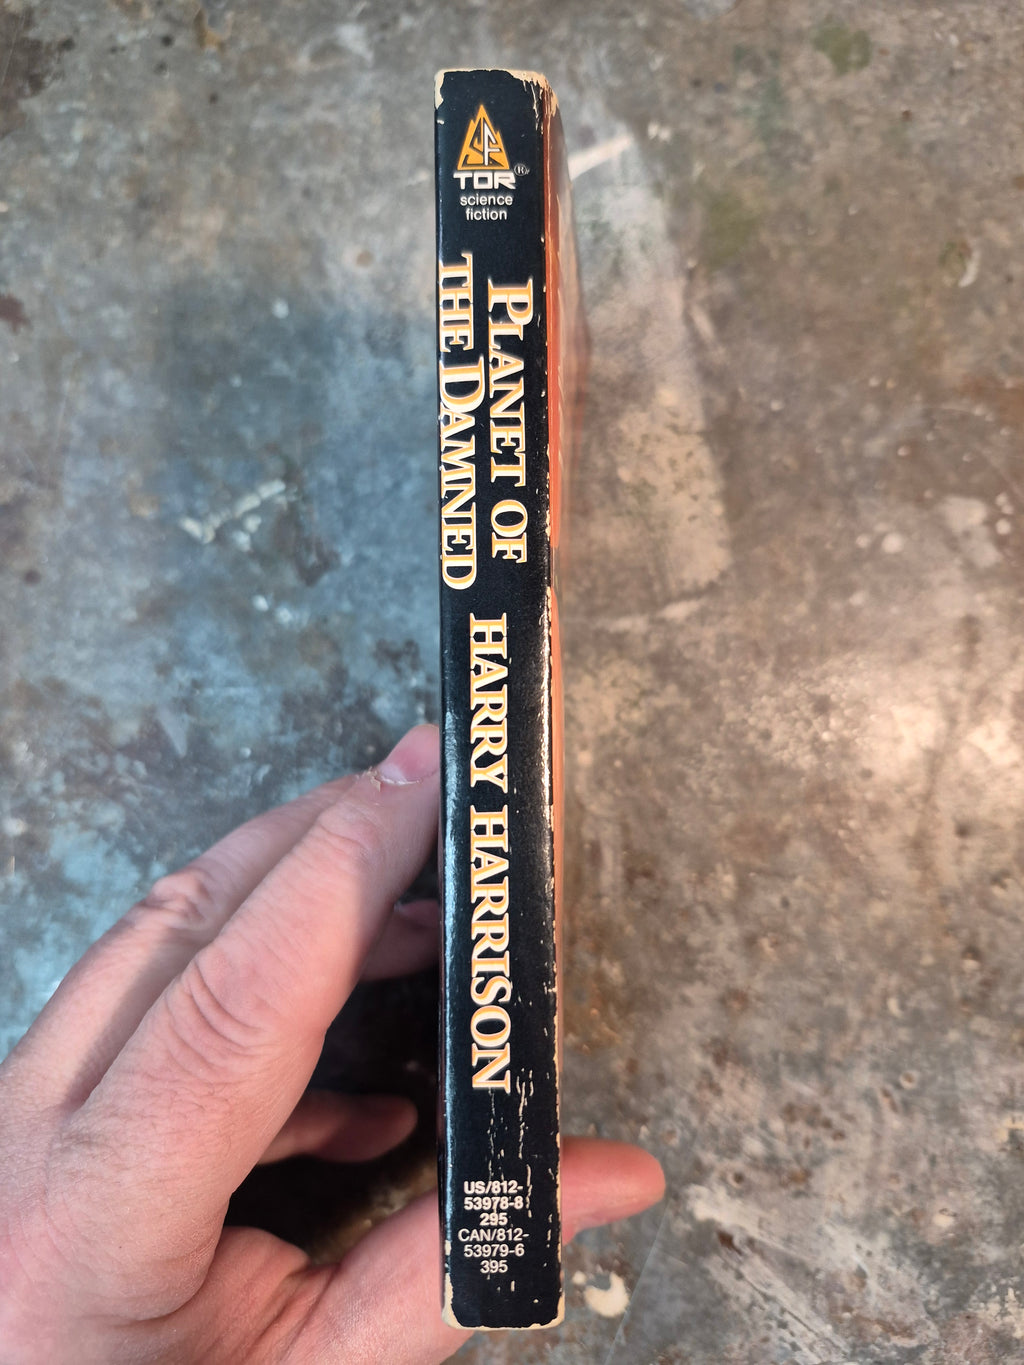 SF
TOR®
science
fiction
PLANET OF
THE DAMNED
HARRY HARRISON
US/812-
53978-8
295
CAN/812-
53979-6
395